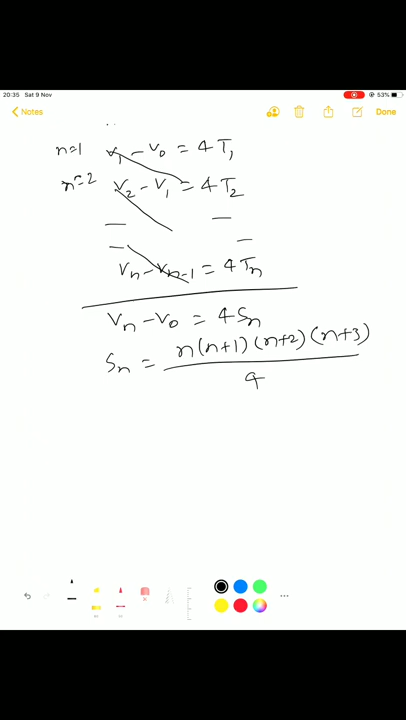 20:35 Sat 9 Nov 53%
Notes Done
n=1 V₁ - V₀ = 4T₁
n=2 V₂ - V₁ = 4T₂
Vₙ - Vₙ₋₁ = 4Tₙ
Vₙ - V₀ = 4Sₙ
Sₙ = n(n+1)(n+2)(n+3)
4